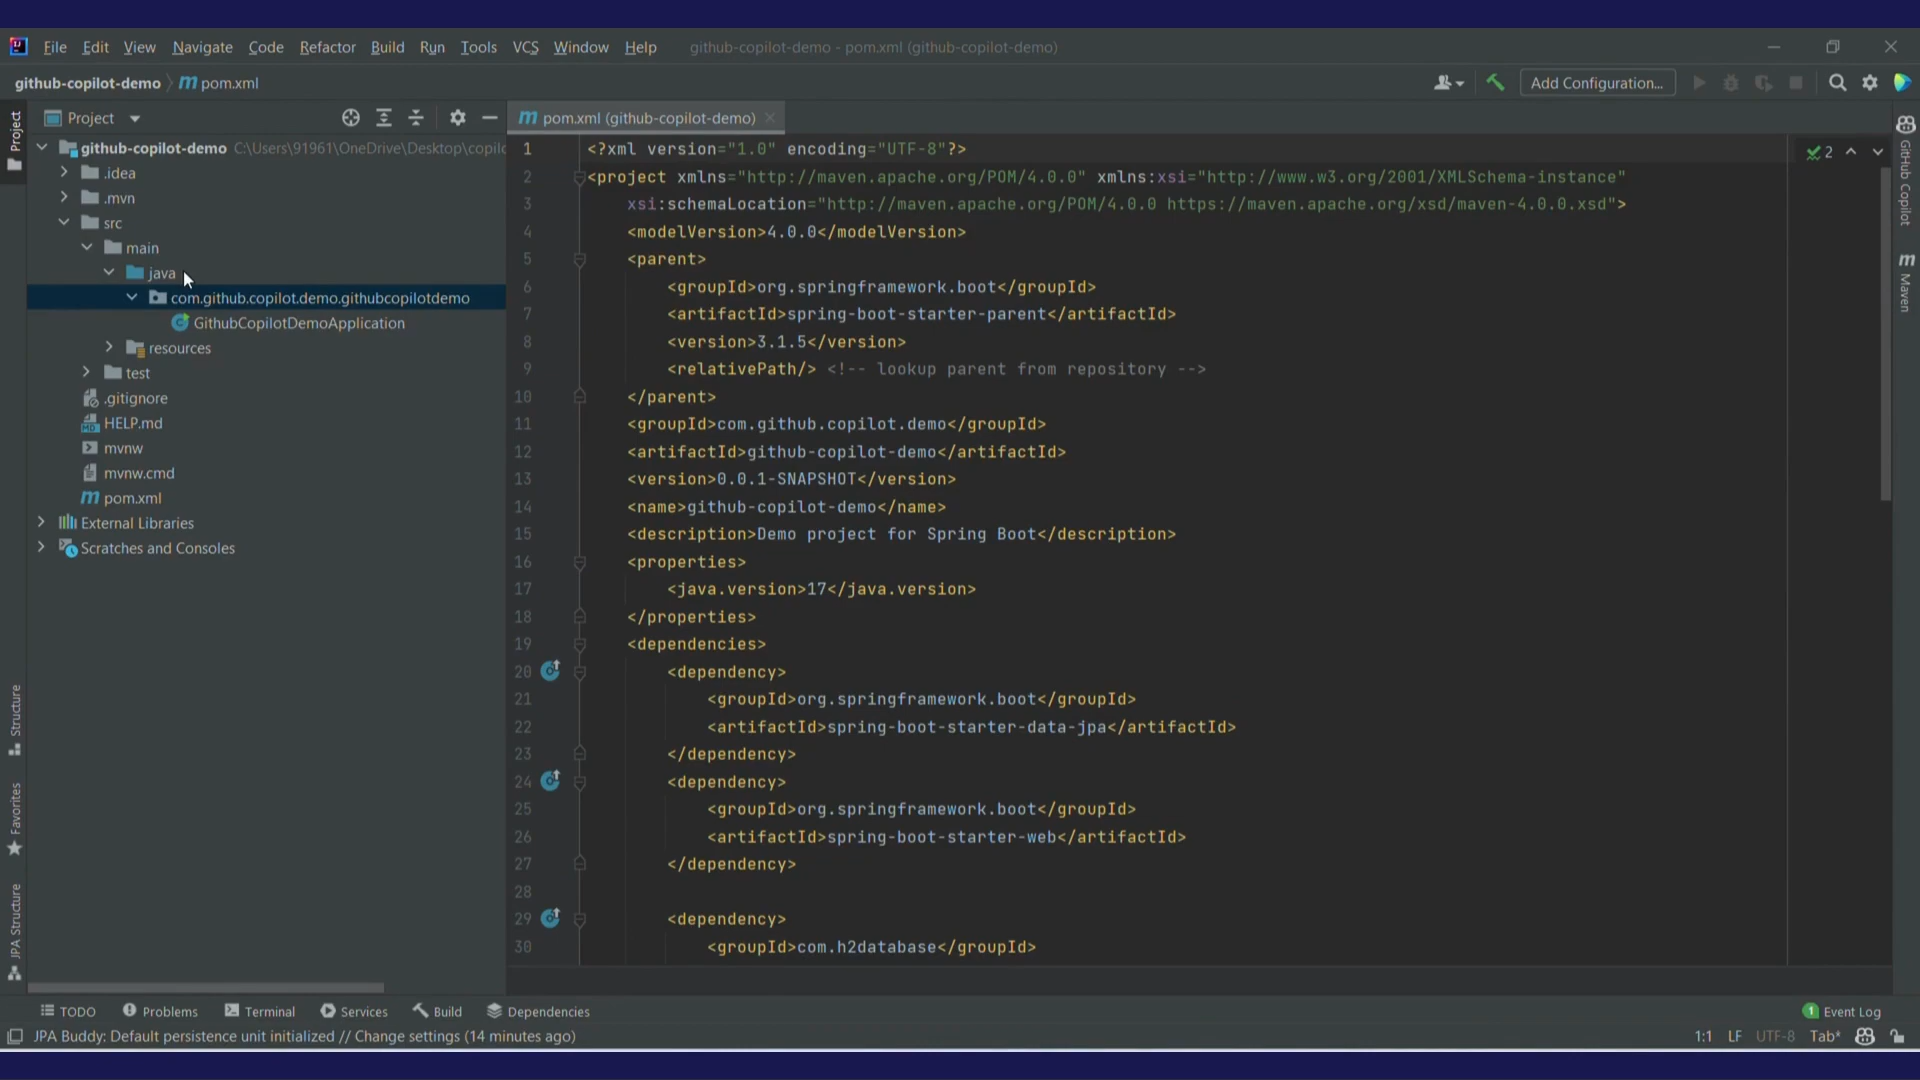 File Edit View Navigate Code Refactor Build Run Tools VCS Window Help github-copilot-demo - pom.xml (github-copilot-demo)
github-copilot-demo pom.xml Add Configuration...
Project
pom.xml (github-copilot-demo)
Project
github-copilot-demo C:\Users\91961\OneDrive\Desktop\copilo
.idea
.mvn
src
main
java
com.github.copilot.demo.githubcopilotdemo
GithubCopilotDemoApplication
resources
test
.gitignore
HELP.md
mvnw
mvnw.cmd
pom.xml
External Libraries
Scratches and Consoles
Structure
Favorites
JPA Structure
1 <?xml version="1.0" encoding="UTF-8"?>
2 <project xmlns="http://maven.apache.org/POM/4.0.0" xmlns:xsi="http://www.w3.org/2001/XMLSchema-instance"
3 xsi:schemaLocation="http://maven.apache.org/POM/4.0.0 https://maven.apache.org/xsd/maven-4.0.0.xsd">
4 <modelVersion>4.0.0</modelVersion>
5 <parent>
6 <groupId>org.springframework.boot</groupId>
7 <artifactId>spring-boot-starter-parent</artifactId>
8 <version>3.1.5</version>
9 <relativePath/> <!-- lookup parent from repository -->
10 </parent>
11 <groupId>com.github.copilot.demo</groupId>
12 <artifactId>github-copilot-demo</artifactId>
13 <version>0.0.1-SNAPSHOT</version>
14 <name>github-copilot-demo</name>
15 <description>Demo project for Spring Boot</description>
16 <properties>
17 <java.version>17</java.version>
18 </properties>
19 <dependencies>
20 <dependency>
21 <groupId>org.springframework.boot</groupId>
22 <artifactId>spring-boot-starter-data-jpa</artifactId>
23 </dependency>
24 <dependency>
25 <groupId>org.springframework.boot</groupId>
26 <artifactId>spring-boot-starter-web</artifactId>
27 </dependency>
28
29 <dependency>
30 <groupId>com.h2database</groupId>
2
GitHub Copilot
Maven
TODO Problems Terminal Services Build Dependencies 1 Event Log
JPA Buddy: Default persistence unit initialized // Change settings (14 minutes ago) 1:1 LF UTF-8 Tab*